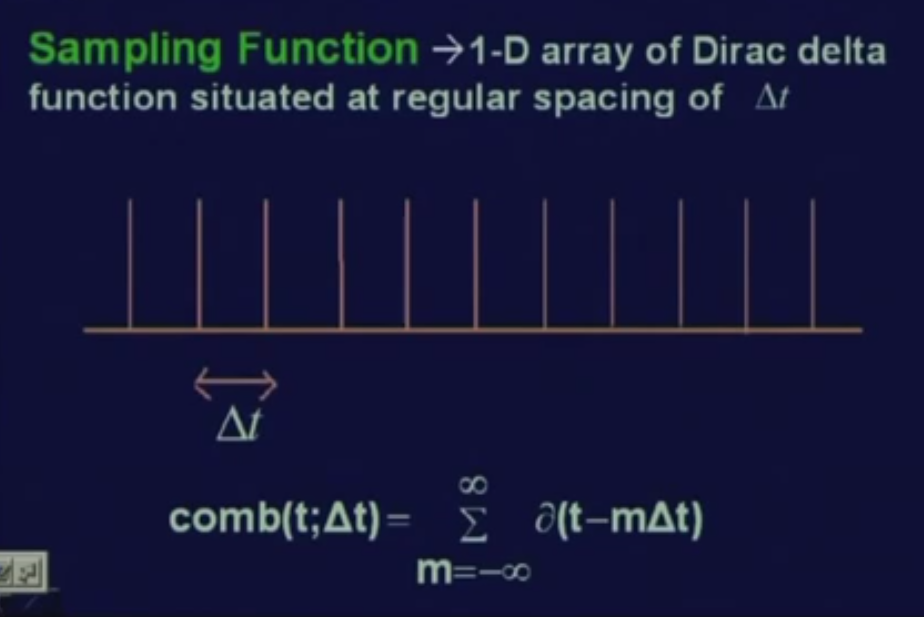 Sampling Function →1-D array of Dirac delta
function situated at regular spacing of Δt
Δt
∞
comb(t;Δt)= Σ ∂(t−mΔt)
m=−∞